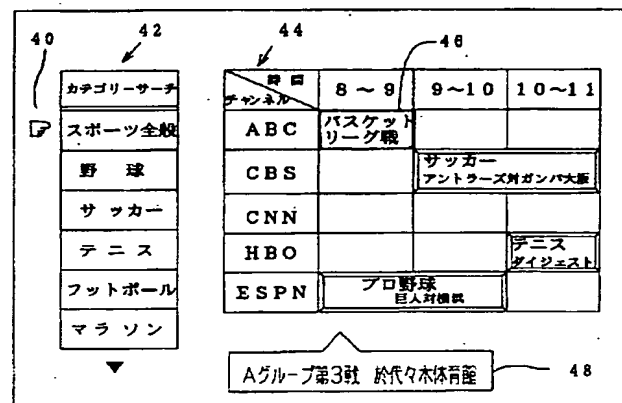 40
42
44
46
カテゴリーサーチ
スポーツ全般
野 球
サッカー
テニス
フットボール
マラソン
時間
チャンネル
8～9
9～10
10～11
ABC
バスケット
リーグ戦
CBS
サッカー
アントラーズ対ガンバ大阪
CNN
HBO
テニス
ダイジェスト
ESPN
プロ野球
巨人対横浜
Aグループ第3戦 於代々木体育館
48